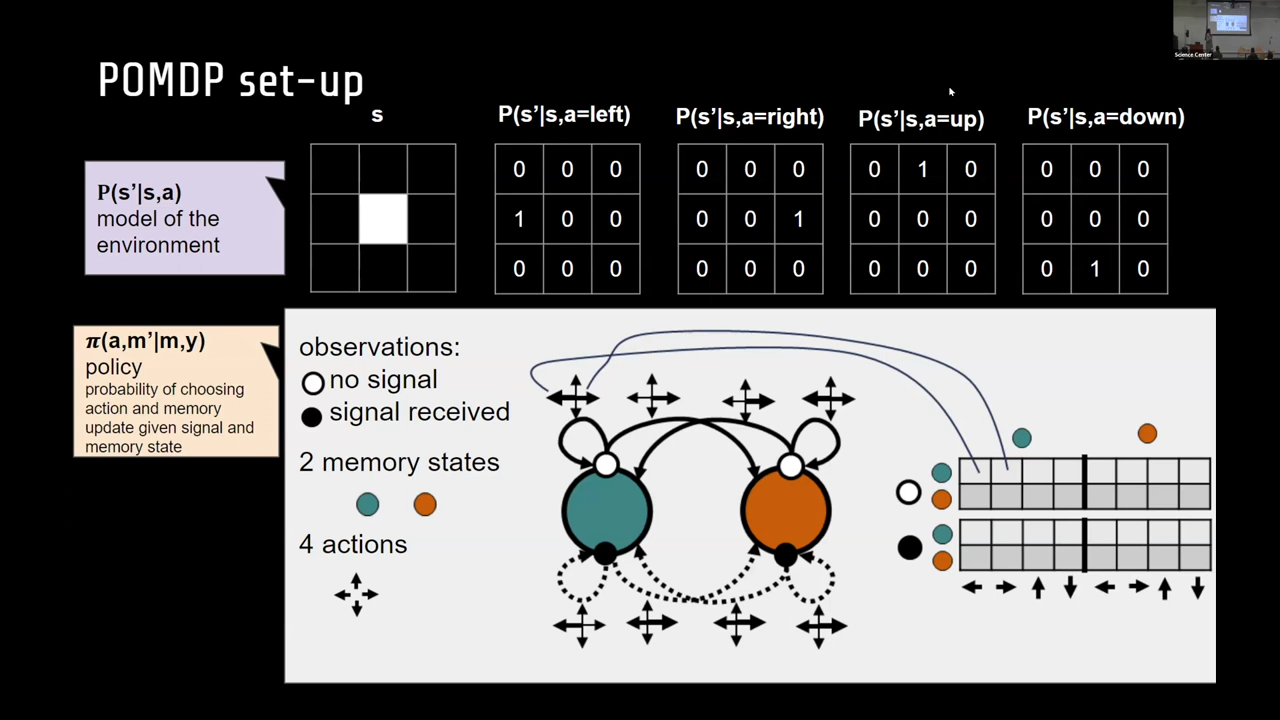 POMDP set-up
s
P(s'|s,a=left)
P(s'|s,a=right)
P(s'|s,a=up)
P(s'|s,a=down)
0 0 0
1 0 0
0 0 0
0 0 0
0 0 1
0 0 0
0 1 0
0 0 0
0 0 0
0 0 0
0 0 0
0 1 0
P(s'|s,a)
model of the
environment
π(a,m'|m,y)
policy
probability of choosing
action and memory
update given signal and
memory state
observations:
no signal
signal received
2 memory states
4 actions
Science Center